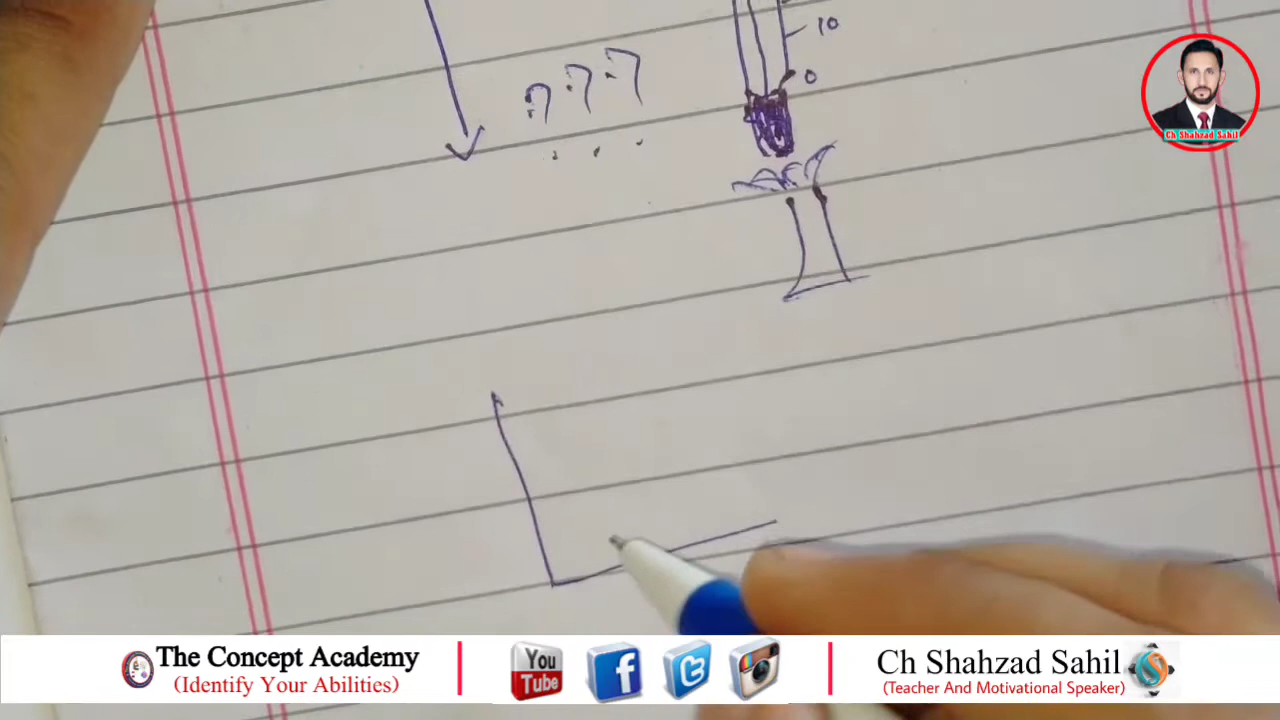 10
0
Ch Shahzad Sahil
The Concept Academy
(Identify Your Abilities)
You
Tube
Ch Shahzad Sahil
(Teacher And Motivational Speaker)